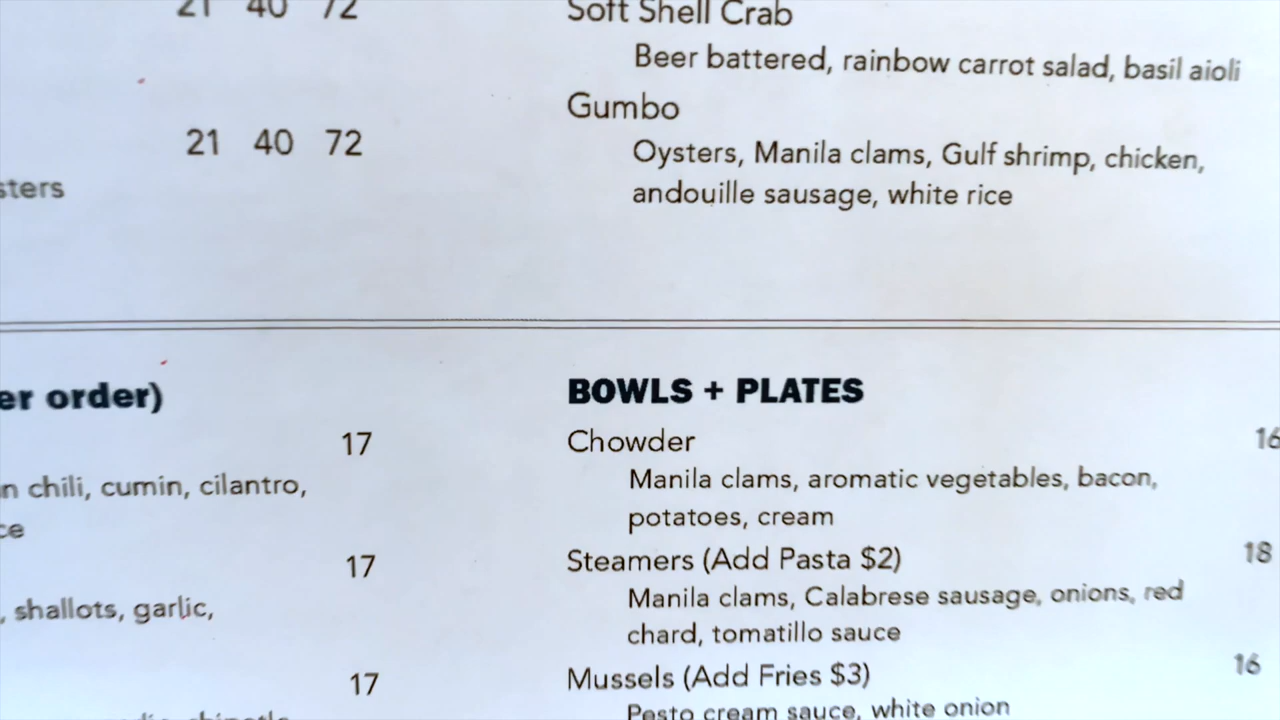 21 40 72
Soft Shell Crab
Beer battered, rainbow carrot salad, basil aioli
Gumbo
21 40 72
Oysters, Manila clams, Gulf shrimp, chicken,
sters
andouille sausage, white rice
er order)
BOWLS + PLATES
17
Chowder 16
n chili, cumin, cilantro,
Manila clams, aromatic vegetables, bacon,
ce
potatoes, cream
17
Steamers (Add Pasta $2) 18
, shallots, garlic,
Manila clams, Calabrese sausage, onions, red
chard, tomatillo sauce
17
Mussels (Add Fries $3) 16
Pesto cream sauce, white onion